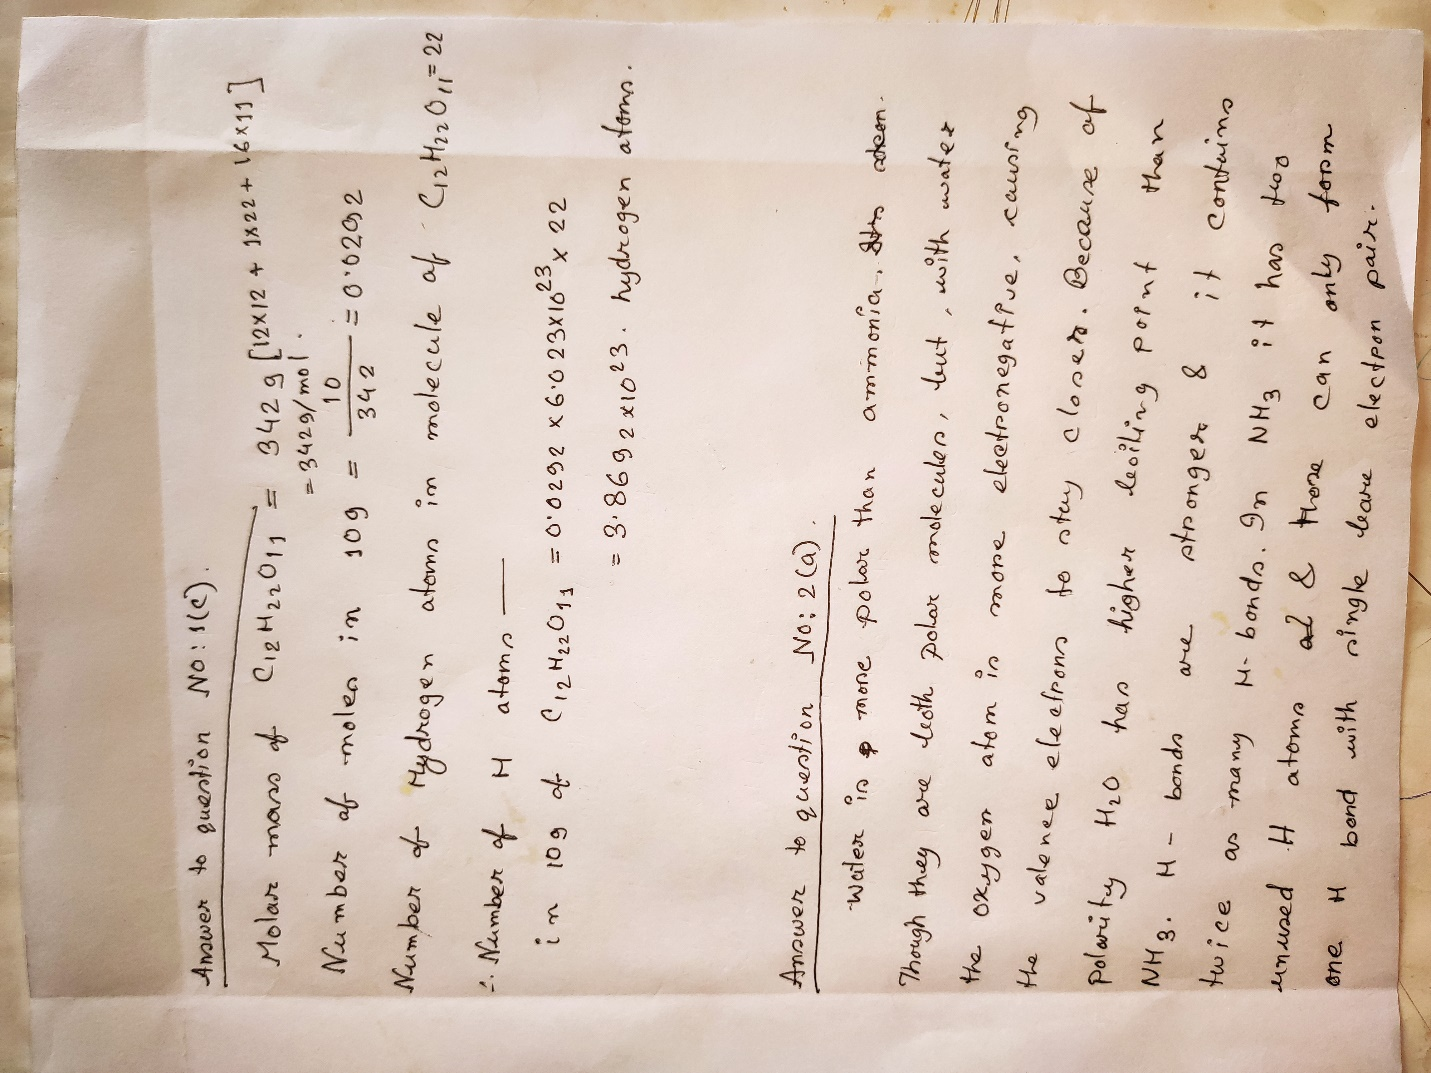 Answer to question NO: 1(c).
Molar mass of C12H22O11 = 342 g [12×12 + 1×22 + 16×11]
= 342g/mol.
Number of moles in 10g = 10/342 = 0.0292
Number of Hydrogen atoms in molecule of C12H22O11 = 22
∴ Number of H atoms —
in 10g of C12H22O11 = 0.0292 × 6.023×10^23 × 22
= 3.8692×10^23. hydrogen atoms.
Answer to question No: 2(a).
Water is more polar than ammonia.
Though they are both polar molecules, but, with water
the oxygen atom is more electronegative, causing
the valence electrons to stay closer. Because of
polarity H2O has higher boiling point than
NH3. H-bonds are stronger & it contains
twice as many H-bonds. In NH3 it has two
unused H atoms & those can only form
one H bond with single leare electron pair.